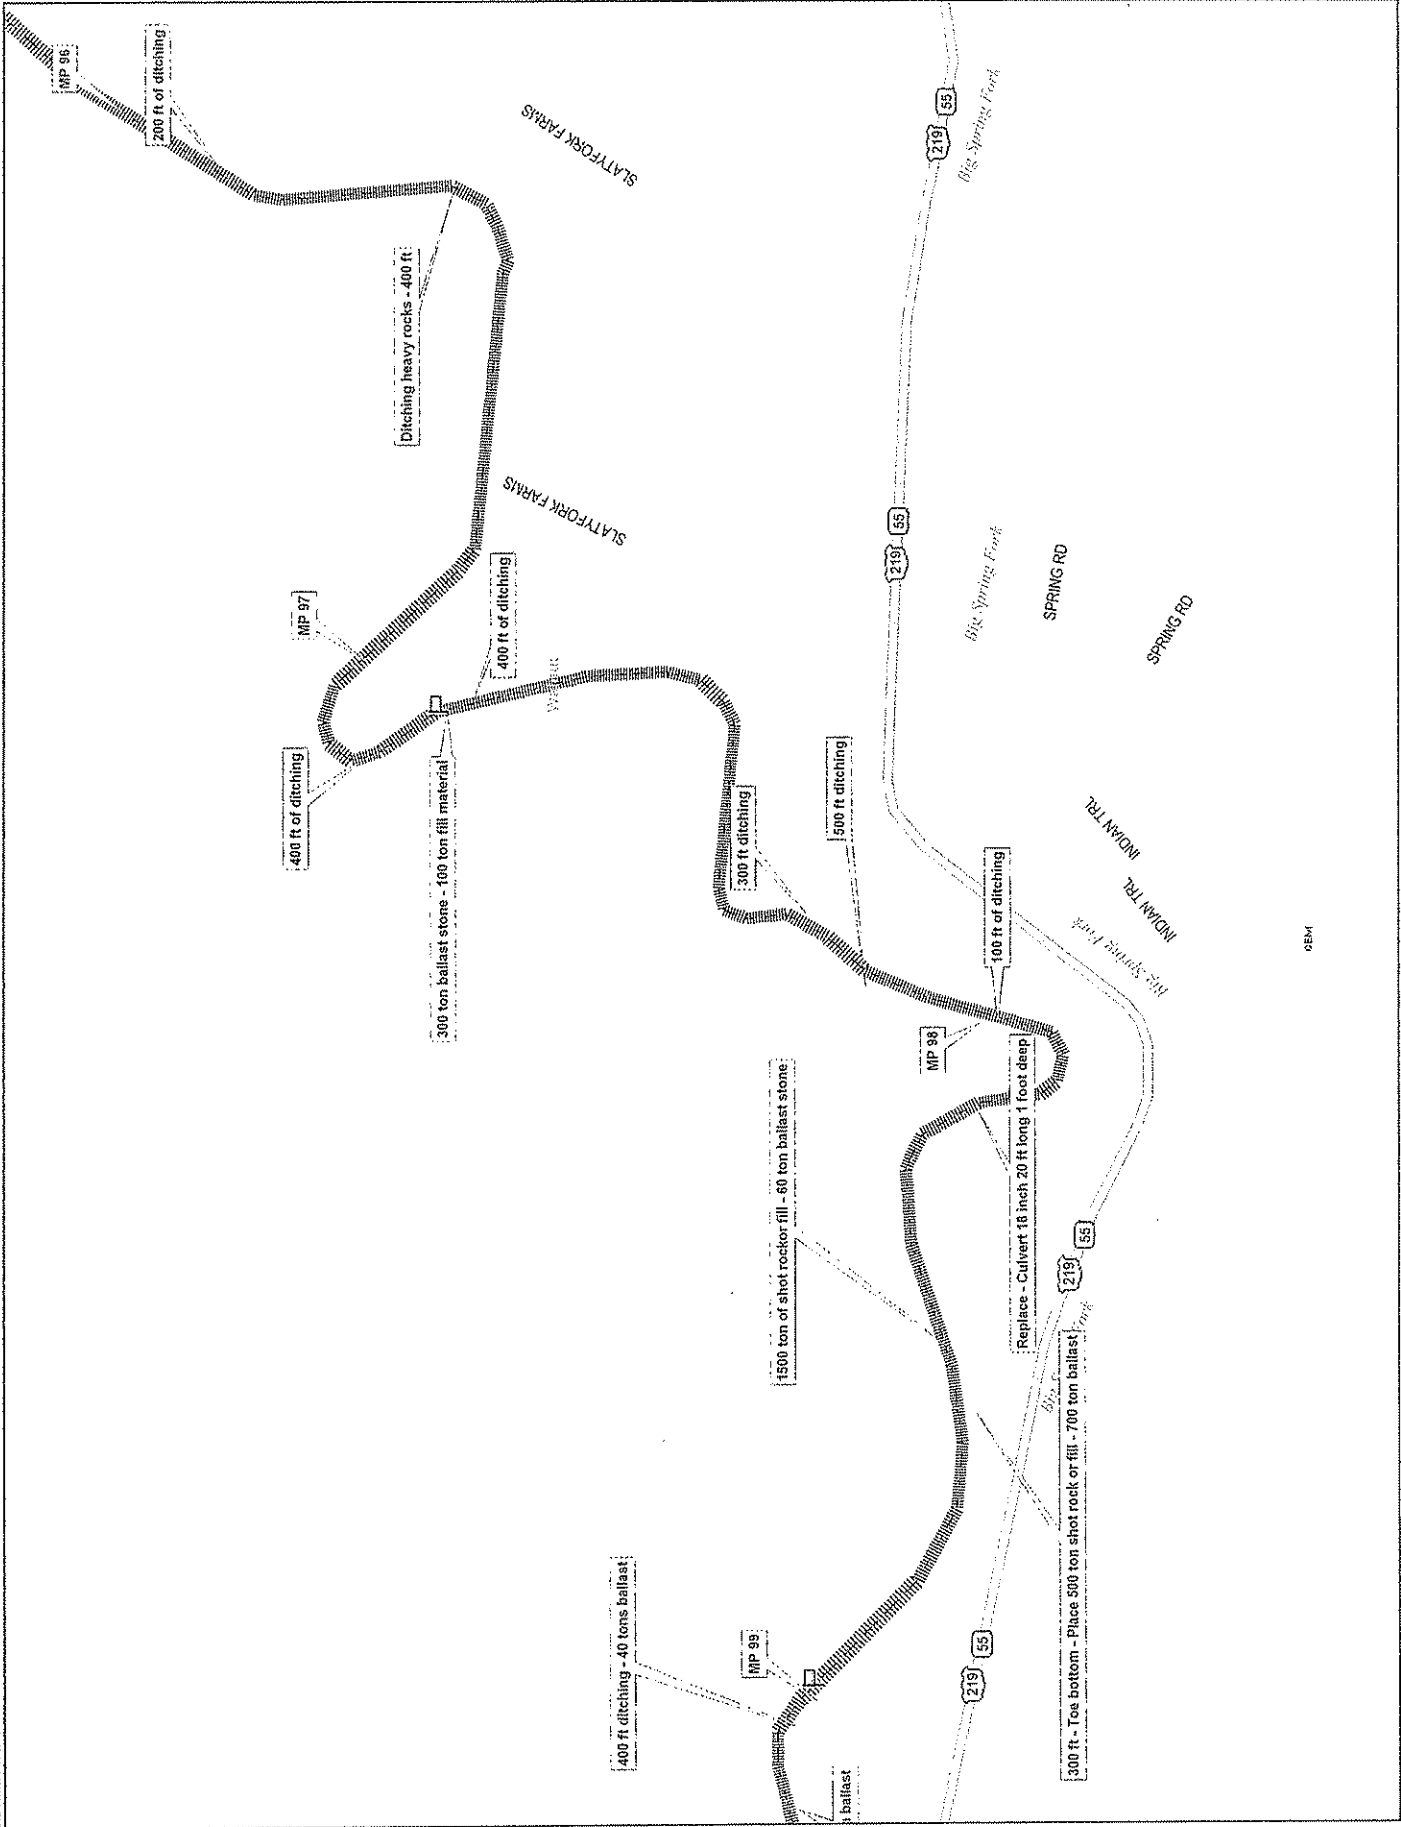 MP 96
200 ft of ditching
SLATYFORK FARMS
Ditching heavy rocks - 400 ft
219
55
Big Spring Fork
SLATYFORK FARMS
MP 97
400 ft of ditching
400 ft of ditching
300 ton ballast stone - 100 ton fill material
219
55
Big Spring Fork
SPRING RD
SPRING RD
300 ft ditching
500 ft ditching
100 ft of ditching
INDIAN TRL
INDIAN TRL
Big Spring Fork
CEM
MP 98
1500 ton of shot rockor fill - 60 ton ballast stone
Replace - Culvert 18 inch 20 ft long 1 foot deep
219
55
300 ft - Toe bottom - Place 500 ton shot rock or fill - 700 ton ballast
Big
400 ft ditching - 40 tons ballast
MP 99
219
55
ballast